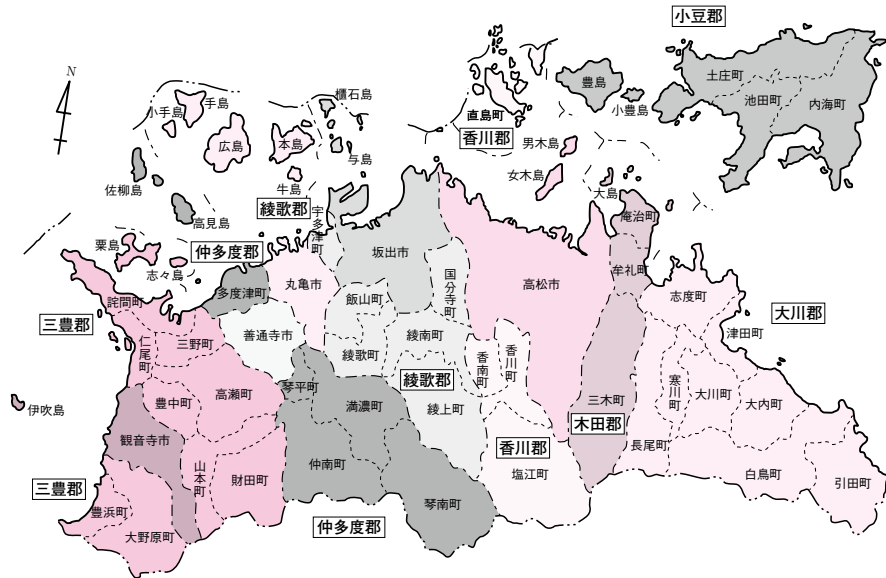 小豆郡
N
櫃石島
豊島
土庄町
手島
小手島
直島町
小豊島
池田町
内海町
香川郡
広島
本島
与島
男木島
佐柳島
牛島
女木島
大島
高見島
綾歌郡
宇多津町
庵治町
粟島
仲多度郡
坂出市
志々島
国分寺町
牟礼町
多度津町
丸亀市
高松市
詫間町
飯山町
志度町
大川郡
三豊郡
三野町
善通寺市
綾南町
津田町
仁尾町
綾歌町
香南町
香川町
琴平町
綾歌郡
寒川町
高瀬町
大川町
豊中町
満濃町
三木町
大内町
伊吹島
綾上町
木田郡
観音寺市
香川郡
長尾町
山本町
仲南町
塩江町
白鳥町
財田町
引田町
三豊郡
琴南町
豊浜町
仲多度郡
大野原町